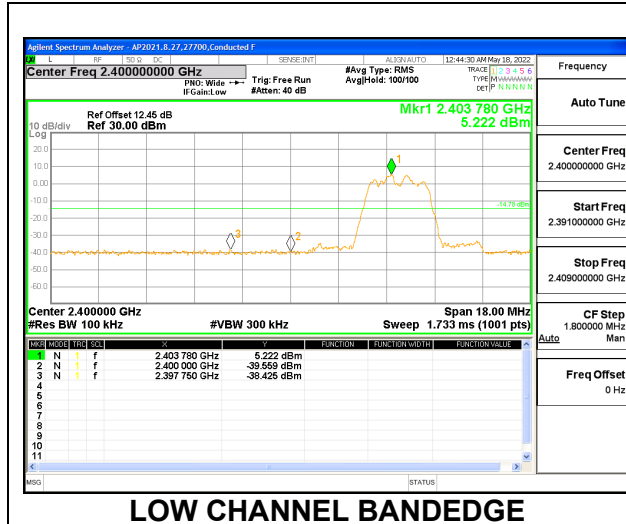 Agilent Spectrum Analyzer - AP2021.8.27,27700,Conducted F
L RF 50 Ω DC SENSE:INT ALIGN AUTO 12:44:30 AM May 18, 2022
Center Freq 2.400000000 GHz
PNO: Wide
IFGain:Low
Trig: Free Run
#Atten: 40 dB
#Avg Type: RMS
Avg|Hold: 100/100
TRACE 1 2 3 4 5 6
TYPE M
DET P N N N N N
Frequency
Auto Tune
Center Freq
2.400000000 GHz
Start Freq
2.391000000 GHz
Stop Freq
2.409000000 GHz
CF Step
1.800000 MHz
Auto Man
Freq Offset
0 Hz
Ref Offset 12.45 dB
10 dB/div Ref 30.00 dBm
Log
Mkr1 2.403 780 GHz
5.222 dBm
20.0
10.0
0.00
-10.0
-20.0
-30.0
-40.0
-50.0
-60.0
1
-14.78 dBm
3
2
Center 2.400000 GHz Span 18.00 MHz
#Res BW 100 kHz #VBW 300 kHz Sweep 1.733 ms (1001 pts)
MKR MODE TRC SCL X Y FUNCTION FUNCTION WIDTH FUNCTION VALUE
1 N 1 f 2.403 780 GHz 5.222 dBm
2 N 1 f 2.400 000 GHz -39.559 dBm
3 N 1 f 2.397 750 GHz -38.425 dBm
4
5
6
7
8
9
10
11
MSG STATUS
LOW CHANNEL BANDEDGE